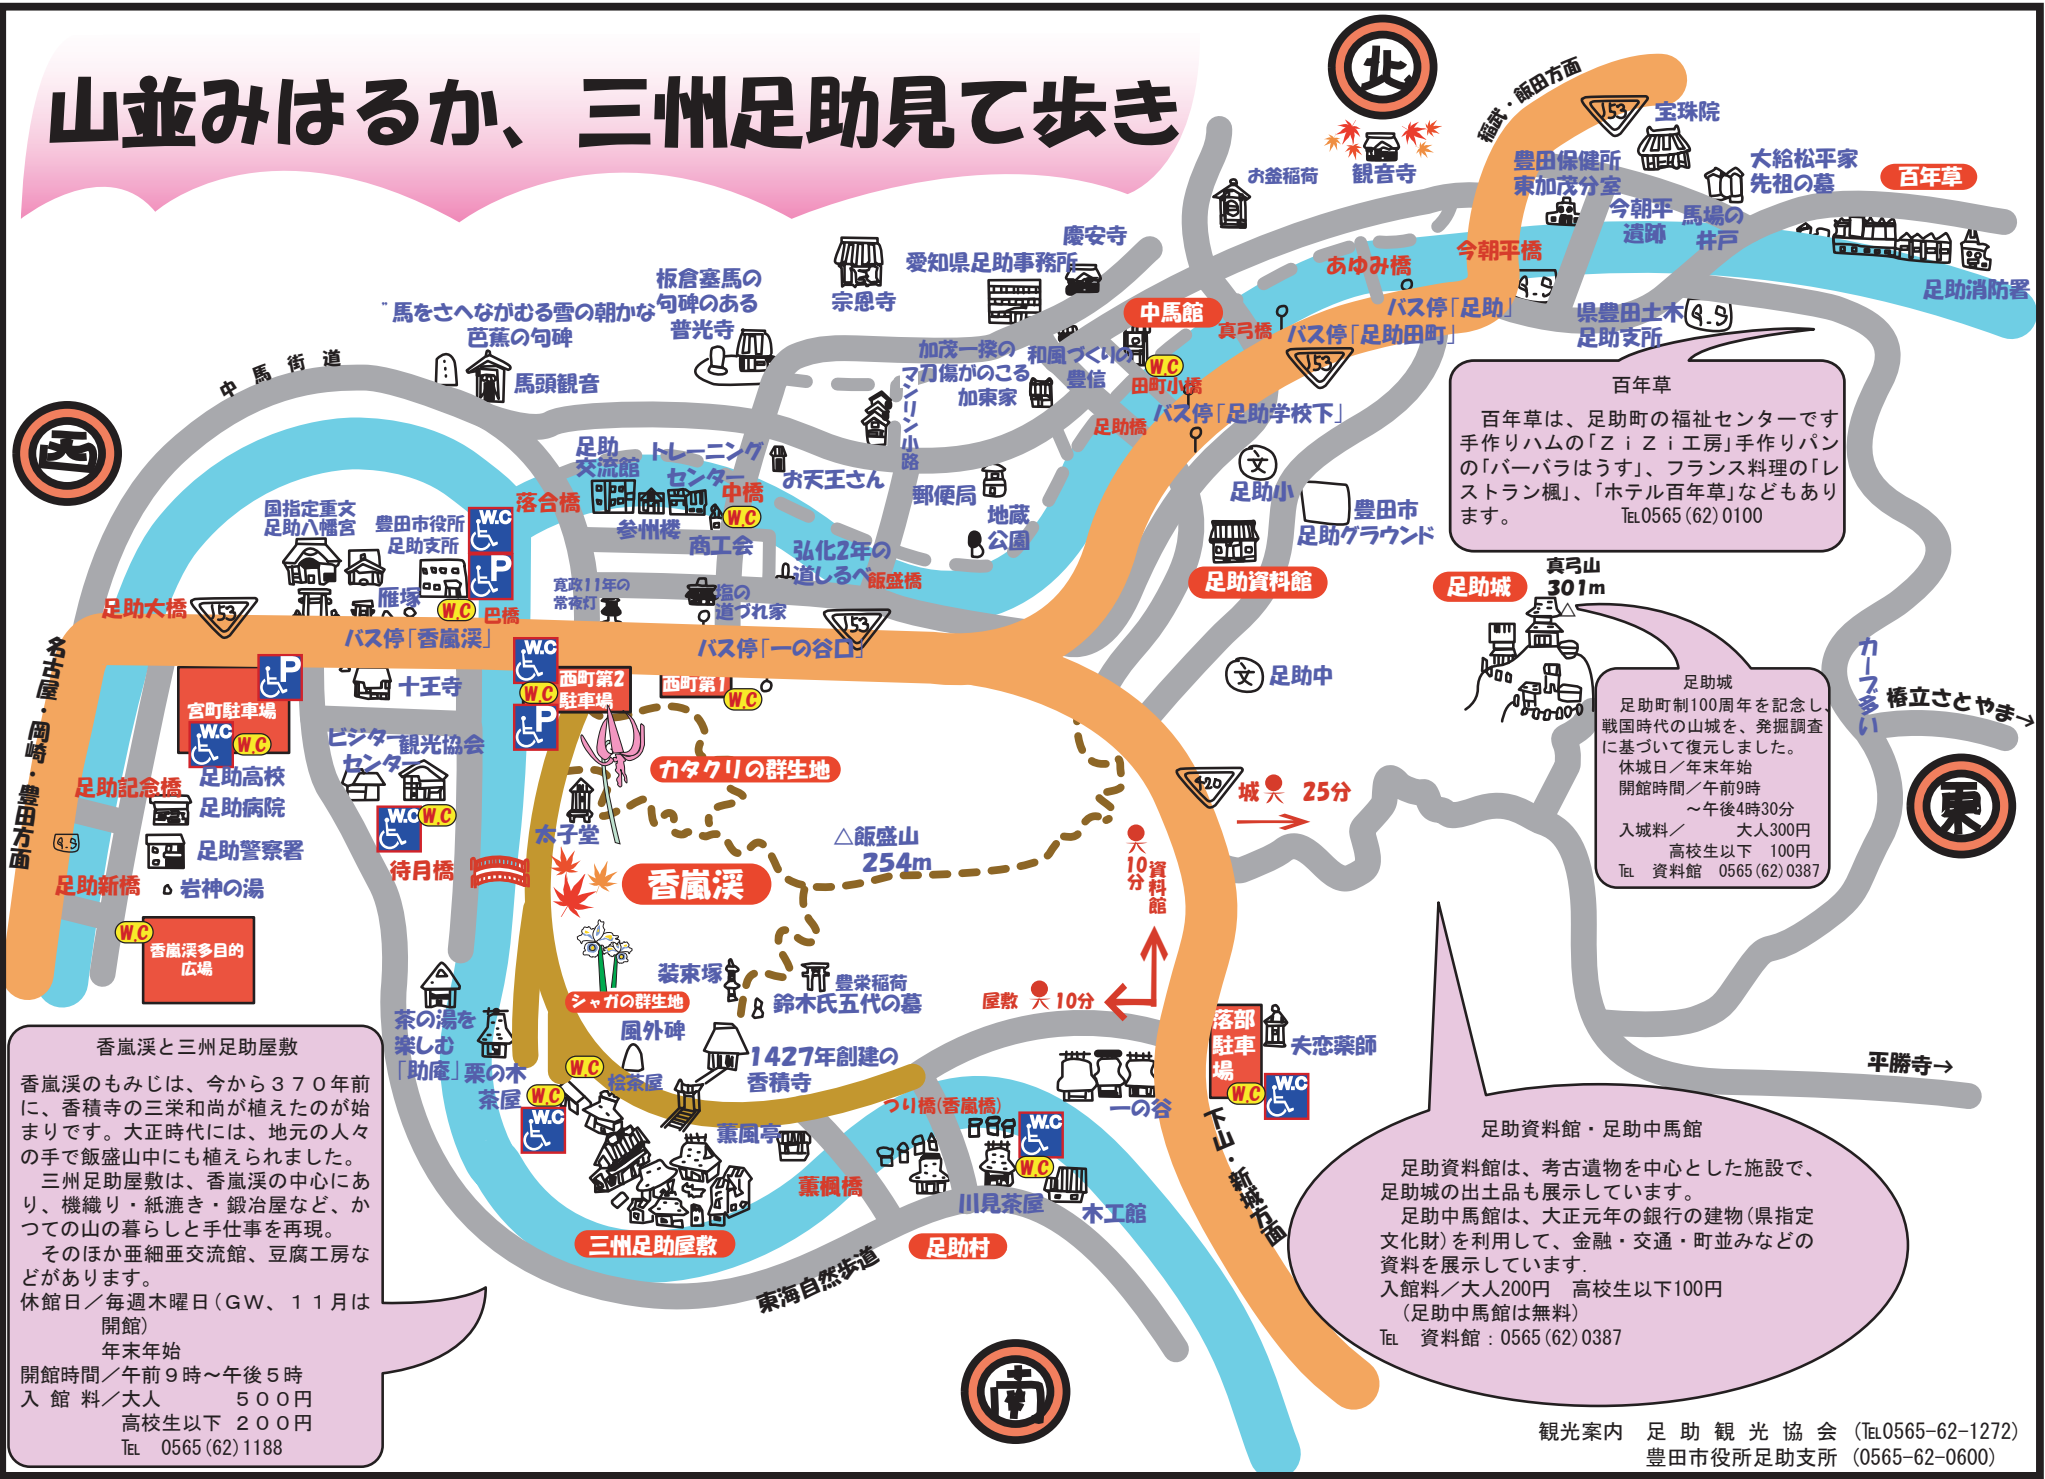 山並みはるか、三州足助見て歩き
北
西
東
南
稲武・飯田方面
153
宝珠院
観音寺
お釜稲荷
豊田保健所
東加茂分室
大給松平家
先祖の墓
百年草
今朝平
遺跡
馬場の
井戸
今朝平橋
あゆみ橋
足助消防署
慶安寺
愛知県足助事務所
宗恩寺
板倉塞馬の
句碑のある
普光寺
"馬をさへながむる雪の朝かな
芭蕉の句碑
馬頭観音
中馬街道
中馬館
真弓橋
バス停「足助」
バス停「足助田町」
153
県豊田土木
足助支所
G.S
G.S
加茂一揆の
刀傷がのこる
加東家
和風づくりの
豊信
W.C
田町小橋
バス停「足助学校下」
足助橋
マンリン小路
足助
交流館
トレーニング
センター
中橋
W.C
お天王さん
落合橋
参州楼
商工会
郵便局
地蔵
公園
足助小
文
豊田市
足助グラウンド
足助資料館
国指定重文
足助八幡宮
豊田市役所
足助支所
W.C
P
雁塚
W.C
巴橋
寛政11年の
常夜灯
塩の
道づれ家
弘化2年の
道しるべ
飯盛橋
足助大橋
153
バス停「香嵐渓」
バス停「一の谷口」
153
名古屋・岡崎・豊田方面
P
宮町駐車場
W.C
W.C
十王寺
W.C
W.C
P
西町第2
駐車場
西町第1
W.C
文
足助中
足助城
真弓山
301m
カーブ多い
椿立さとやま→
ビジター
センター
観光協会
W.C
W.C
カタクリの群生地
足助記念橋
足助高校
足助病院
足助警察署
G.S
足助新橋
岩神の湯
W.C
香嵐渓多目的
広場
待月橋
太子堂
香嵐渓
△飯盛山
254m
420
城 25分
10分
資料館
屋敷 10分
シャガの群生地
装束塚
豊栄稲荷
鈴木氏五代の墓
風外碑
1427年創建の
香積寺
茶の湯を
楽しむ
「助庵」
栗の木
茶屋
W.C
W.C
W.C
桧茶屋
薫風亭
つり橋(香嵐橋)
薫楓橋
三州足助屋敷
足助村
川見茶屋
W.C
W.C
木工館
一の谷
落部
駐車
場
W.C
W.C
夫恋薬師
下山・新城方面
東海自然歩道
平勝寺→
百年草
百年草は、足助町の福祉センターです
手作りハムの「ＺｉＺｉ工房」手作りパン
の「バーバラはうす」、フランス料理の「レ
ストラン楓」、「ホテル百年草」などもあり
ます。 ℡0565(62)0100
足助城
足助町制100周年を記念し、
戦国時代の山城を、発掘調査
に基づいて復元しました。
休城日／年末年始
開館時間／午前9時
～午後4時30分
入城料／ 大人300円
高校生以下 100円
℡ 資料館 0565(62)0387
足助資料館・足助中馬館
足助資料館は、考古遺物を中心とした施設で、
足助城の出土品も展示しています。
足助中馬館は、大正元年の銀行の建物(県指定
文化財)を利用して、金融・交通・町並みなどの
資料を展示しています.
入館料／大人200円 高校生以下100円
(足助中馬館は無料)
℡ 資料館：0565(62)0387
香嵐渓と三州足助屋敷
香嵐渓のもみじは、今から３７０年前
に、香積寺の三栄和尚が植えたのが始
まりです。大正時代には、地元の人々
の手で飯盛山中にも植えられました。
三州足助屋敷は、香嵐渓の中心にあ
り、機織り・紙漉き・鍛冶屋など、か
つての山の暮らしと手仕事を再現。
そのほか亜細亜交流館、豆腐工房な
どがあります。
休館日／毎週木曜日(ＧＷ、１１月は
開館)
年末年始
開館時間／午前９時～午後５時
入 館 料／大人 ５００円
高校生以下 ２００円
℡ 0565(62)1188
観光案内 足 助 観 光 協 会 (℡0565-62-1272)
豊田市役所足助支所 (0565-62-0600)